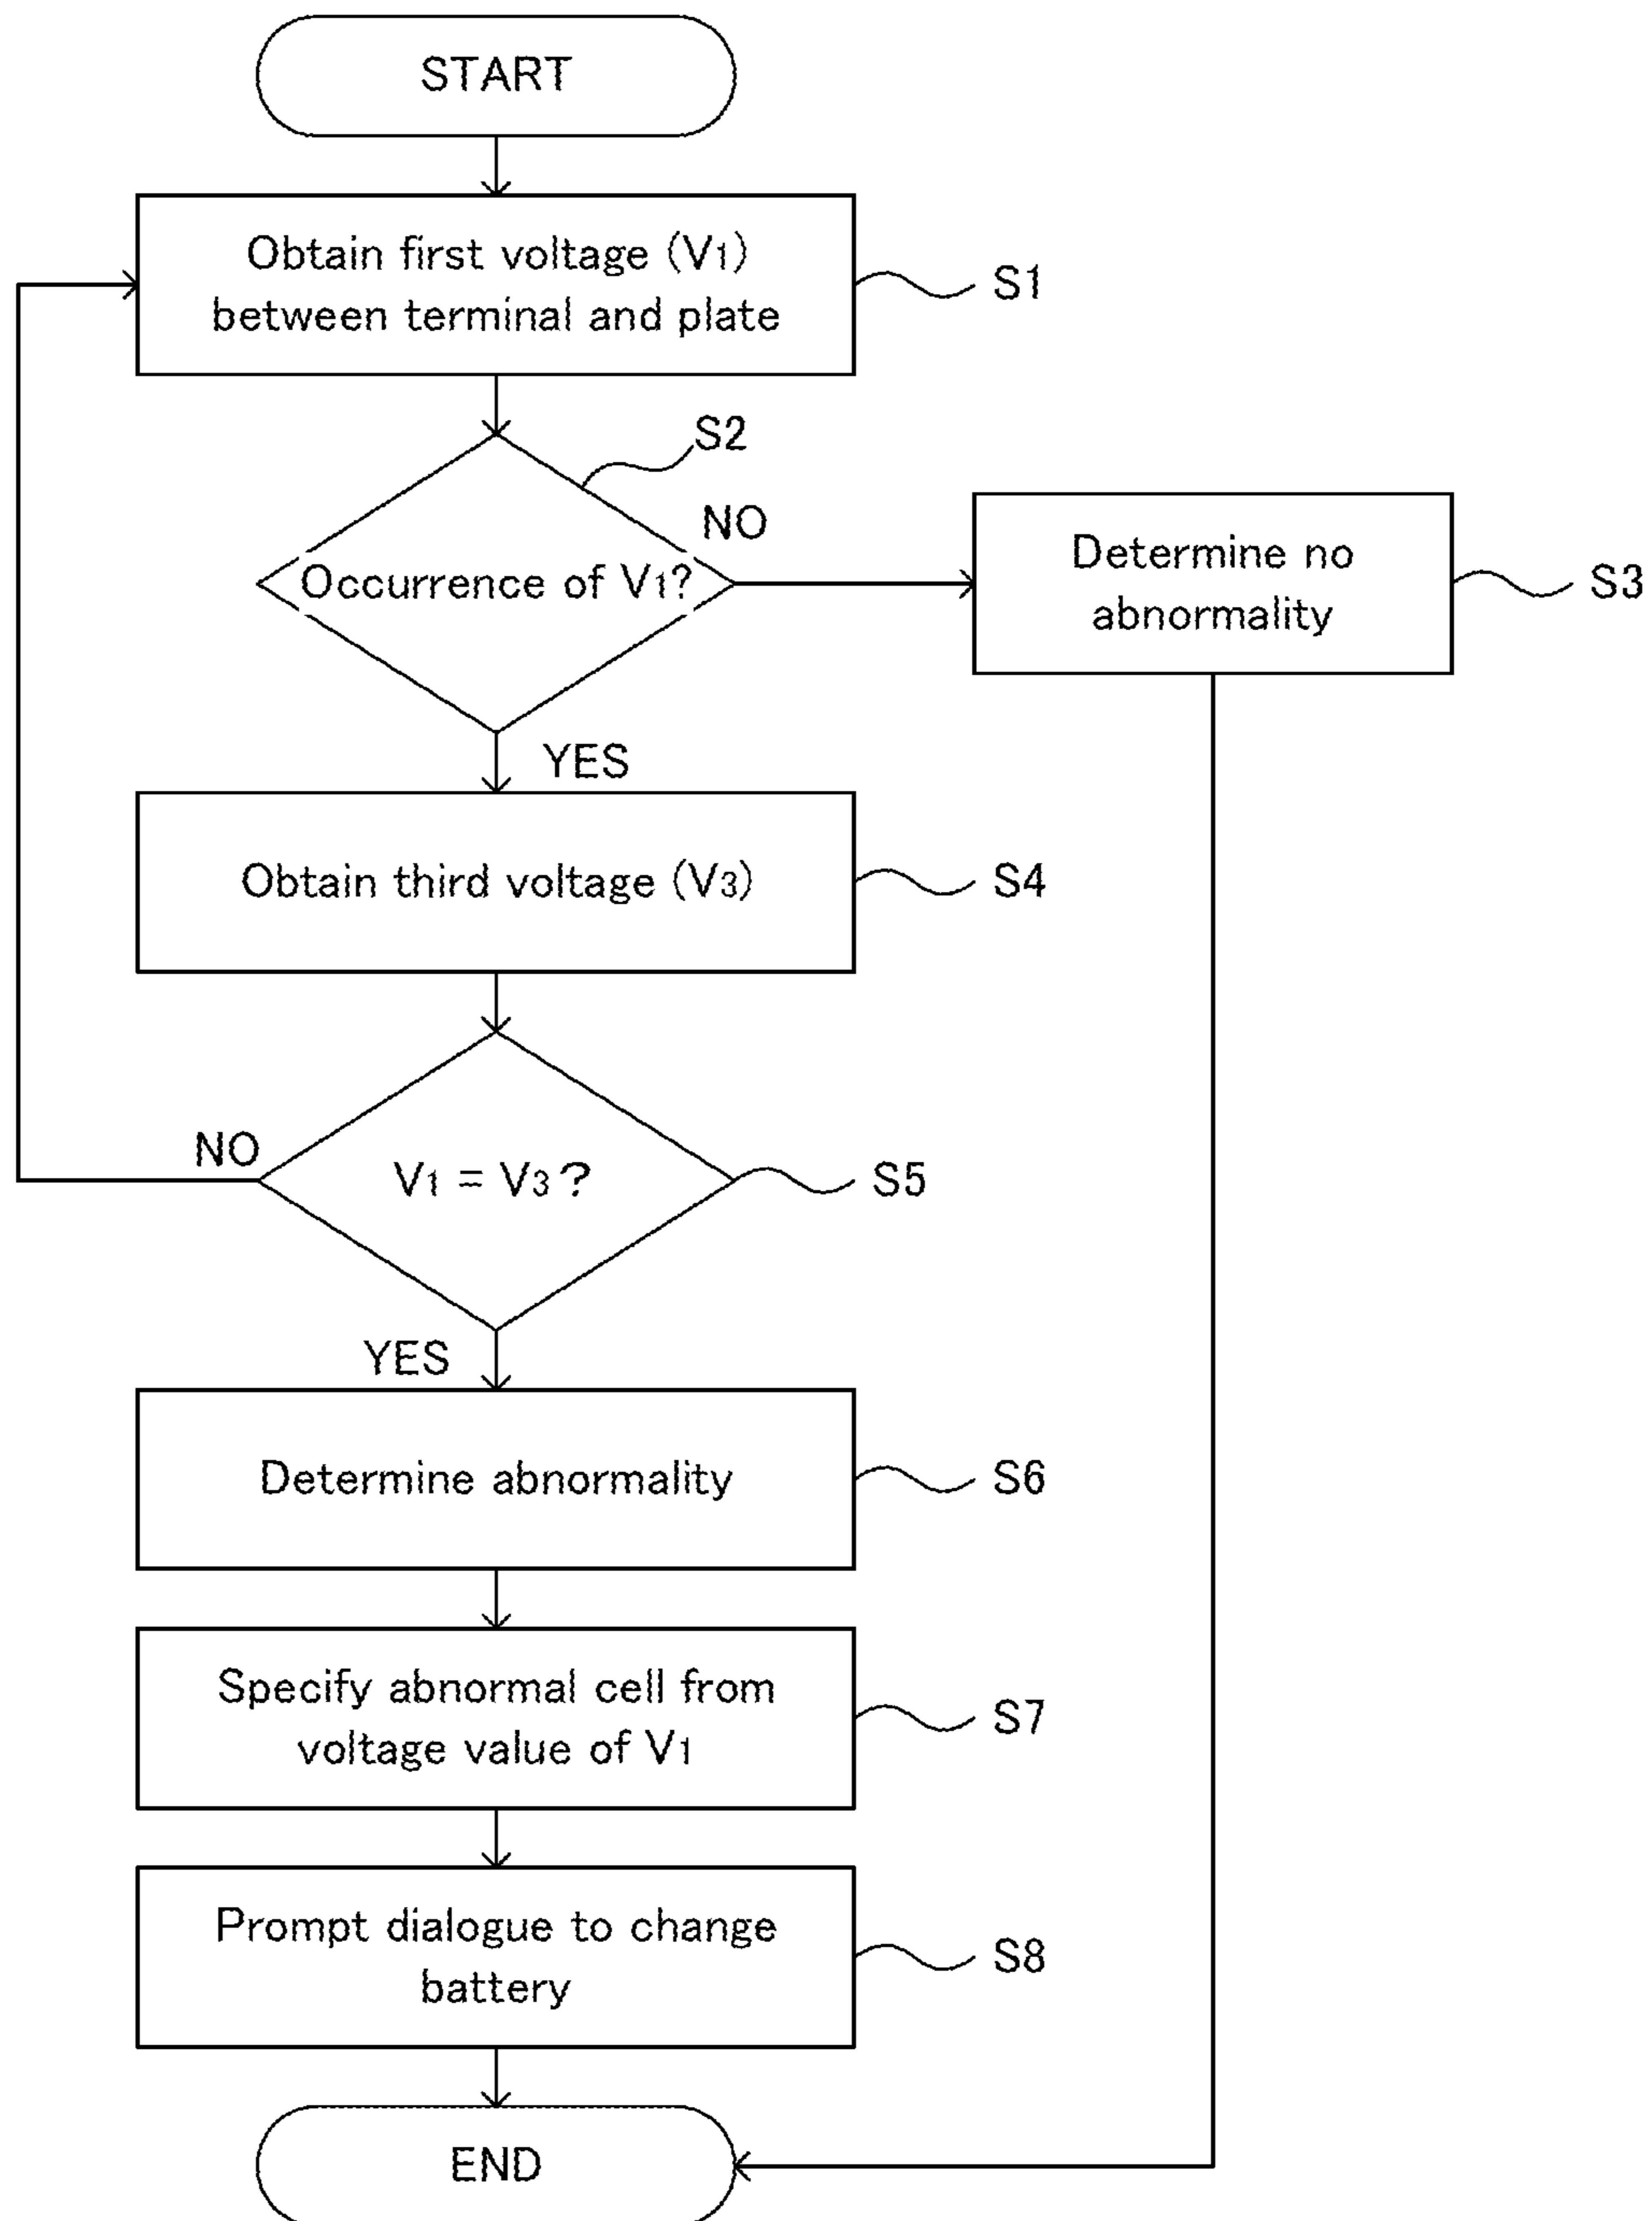 START
Obtain first voltage (V₁)
between terminal and plate
S1
S2
NO
Occurrence of V₁?
Determine no
abnormality
S3
YES
Obtain third voltage (V₃)
S4
NO
V₁ = V₃ ?
S5
YES
Determine abnormality
S6
Specify abnormal cell from
voltage value of V₁
S7
Prompt dialogue to change
battery
S8
END